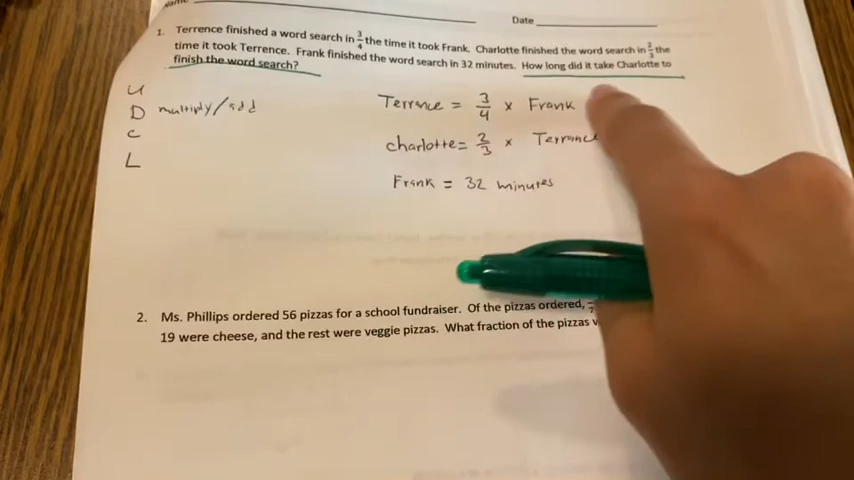 Name Date
1. Terrence finished a word search in 3/4 the time it took Frank. Charlotte finished the word search in 2/3 the
time it took Terrence. Frank finished the word search in 32 minutes. How long did it take Charlotte to
finish the word search?
U
D multiply/add
C
L
Terrance = 3/4 × Frank
charlotte = 2/3 × Terrance
Frank = 32 minutes
2. Ms. Phillips ordered 56 pizzas for a school fundraiser. Of the pizzas ordered,
19 were cheese, and the rest were veggie pizzas. What fraction of the pizzas